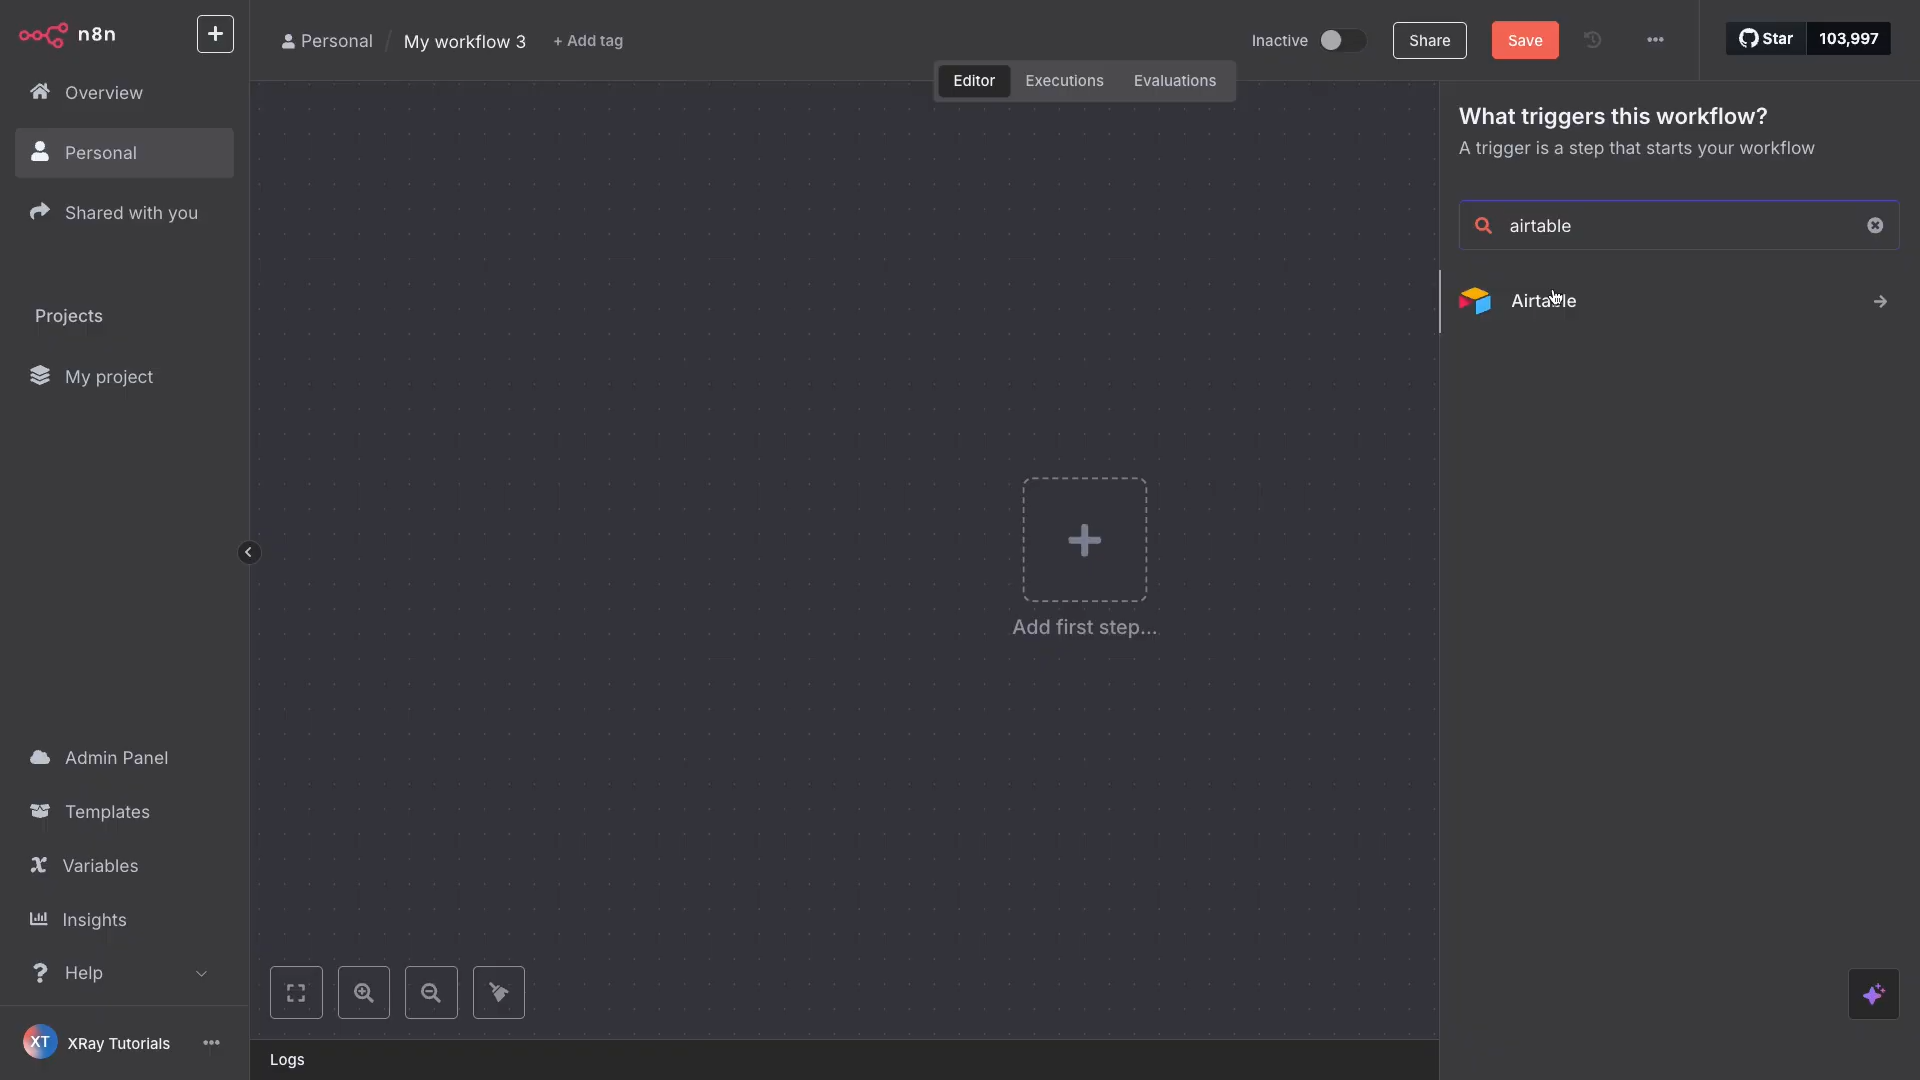 n8n
Personal / My workflow 3 + Add tag
Inactive
Share
Save
Star 103,997
Editor Executions Evaluations
Overview
Personal
Shared with you
Projects
My project
Admin Panel
Templates
Variables
Insights
? Help
XT XRay Tutorials
Add first step...
Logs
What triggers this workflow?
A trigger is a step that starts your workflow
airtable
Airtable